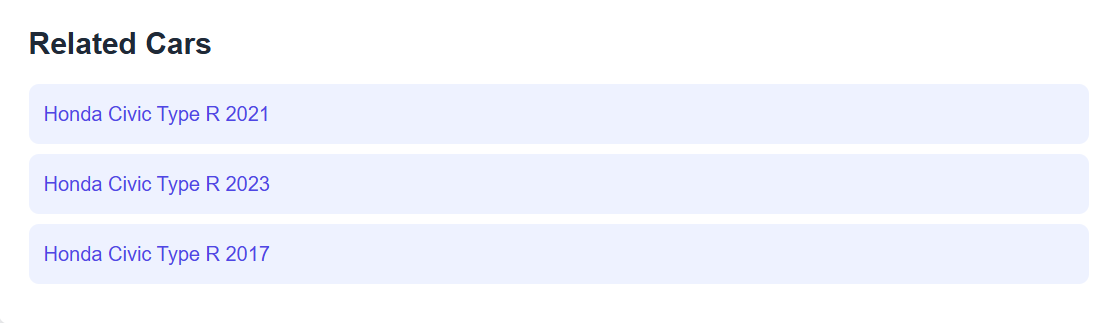 Related Cars
Honda Civic Type R 2021
Honda Civic Type R 2023
Honda Civic Type R 2017